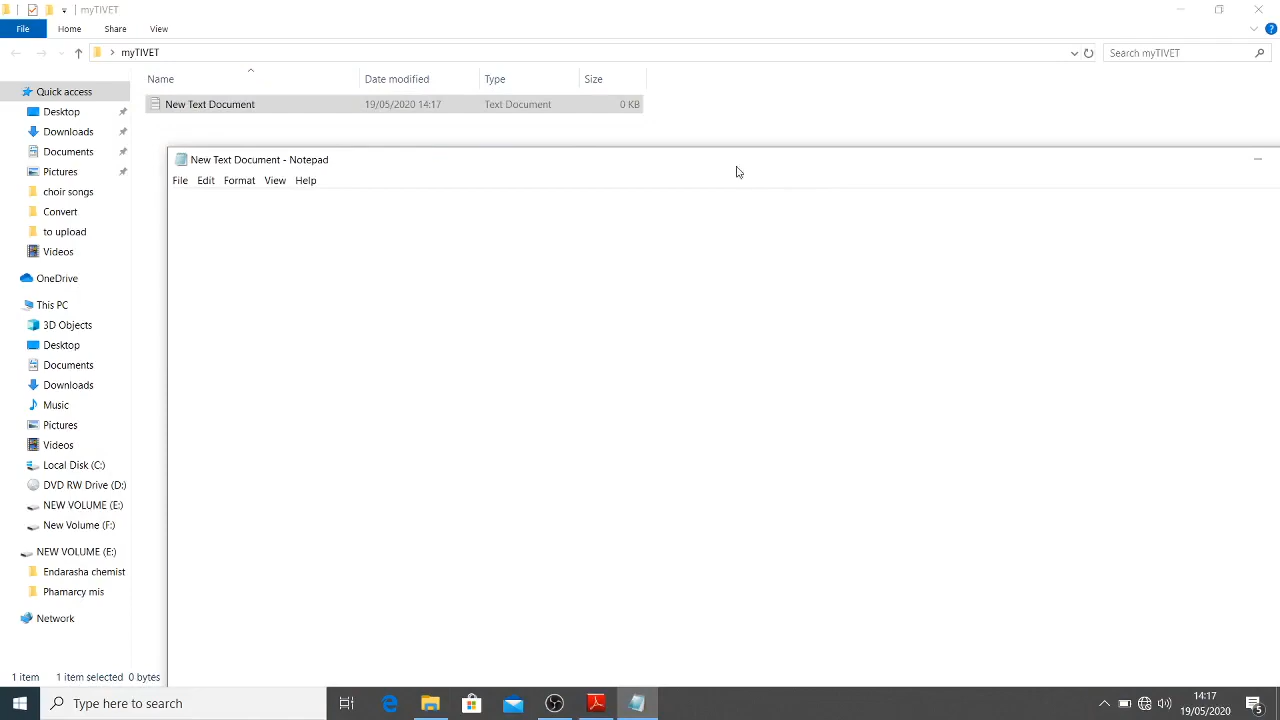 myTIVET
File Home Share View
myTIVET
Search myTIVET
Name Date modified Type Size
New Text Document 19/05/2020 14:17 Text Document 0 KB
Quick access
Desktop
Downloads
Documents
Pictures
choir songs
Convert
to upload
Videos
OneDrive
This PC
3D Objects
Desktop
Documents
Downloads
Music
Pictures
Videos
Local Disk (C:)
DVD RW Drive (D:)
NEW VOLUME (E:)
New Volume (F:)
NEW VOLUME (E:)
Endarasha chemist
Phamarcy mis
Network
New Text Document - Notepad
File Edit Format View Help
1 item 1 item selected 0 bytes
Type here to search
14:17
19/05/2020
5